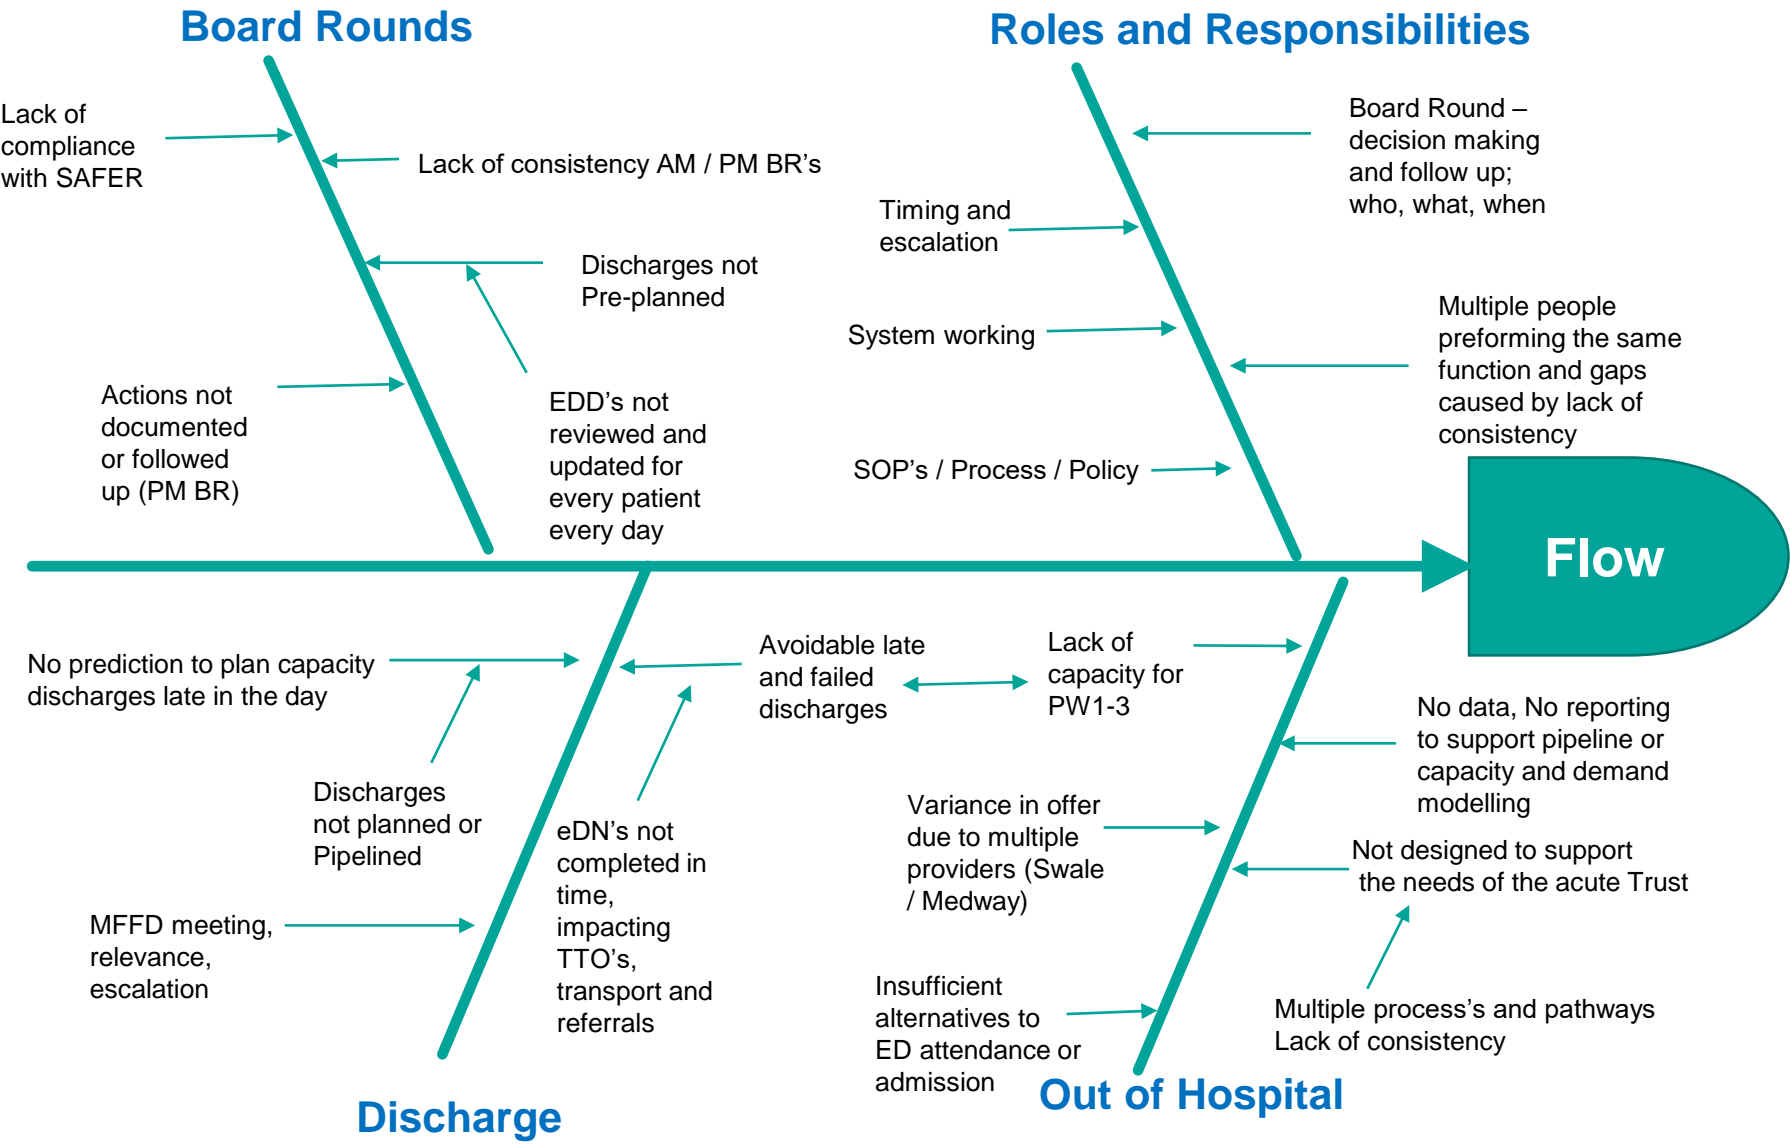 Board Rounds
Roles and Responsibilities
Lack of
compliance
with SAFER
Lack of consistency AM / PM BR’s
Discharges not
Pre-planned
Actions not
documented
or followed
up (PM BR)
EDD’s not
reviewed and
updated for
every patient
every day
Board Round –
decision making
and follow up;
who, what, when
Timing and
escalation
System working
Multiple people
preforming the same
function and gaps
caused by lack of
consistency
SOP’s / Process / Policy
Flow
No prediction to plan capacity
discharges late in the day
Avoidable late
and failed
discharges
Discharges
not planned or
Pipelined
eDN’s not
completed in
time,
impacting
TTO’s,
transport and
referrals
MFFD meeting,
relevance,
escalation
Lack of
capacity for
PW1-3
No data, No reporting
to support pipeline or
capacity and demand
modelling
Variance in offer
due to multiple
providers (Swale
/ Medway)
Not designed to support
the needs of the acute Trust
Insufficient
alternatives to
ED attendance or
admission
Multiple process’s and pathways
Lack of consistency
Discharge
Out of Hospital